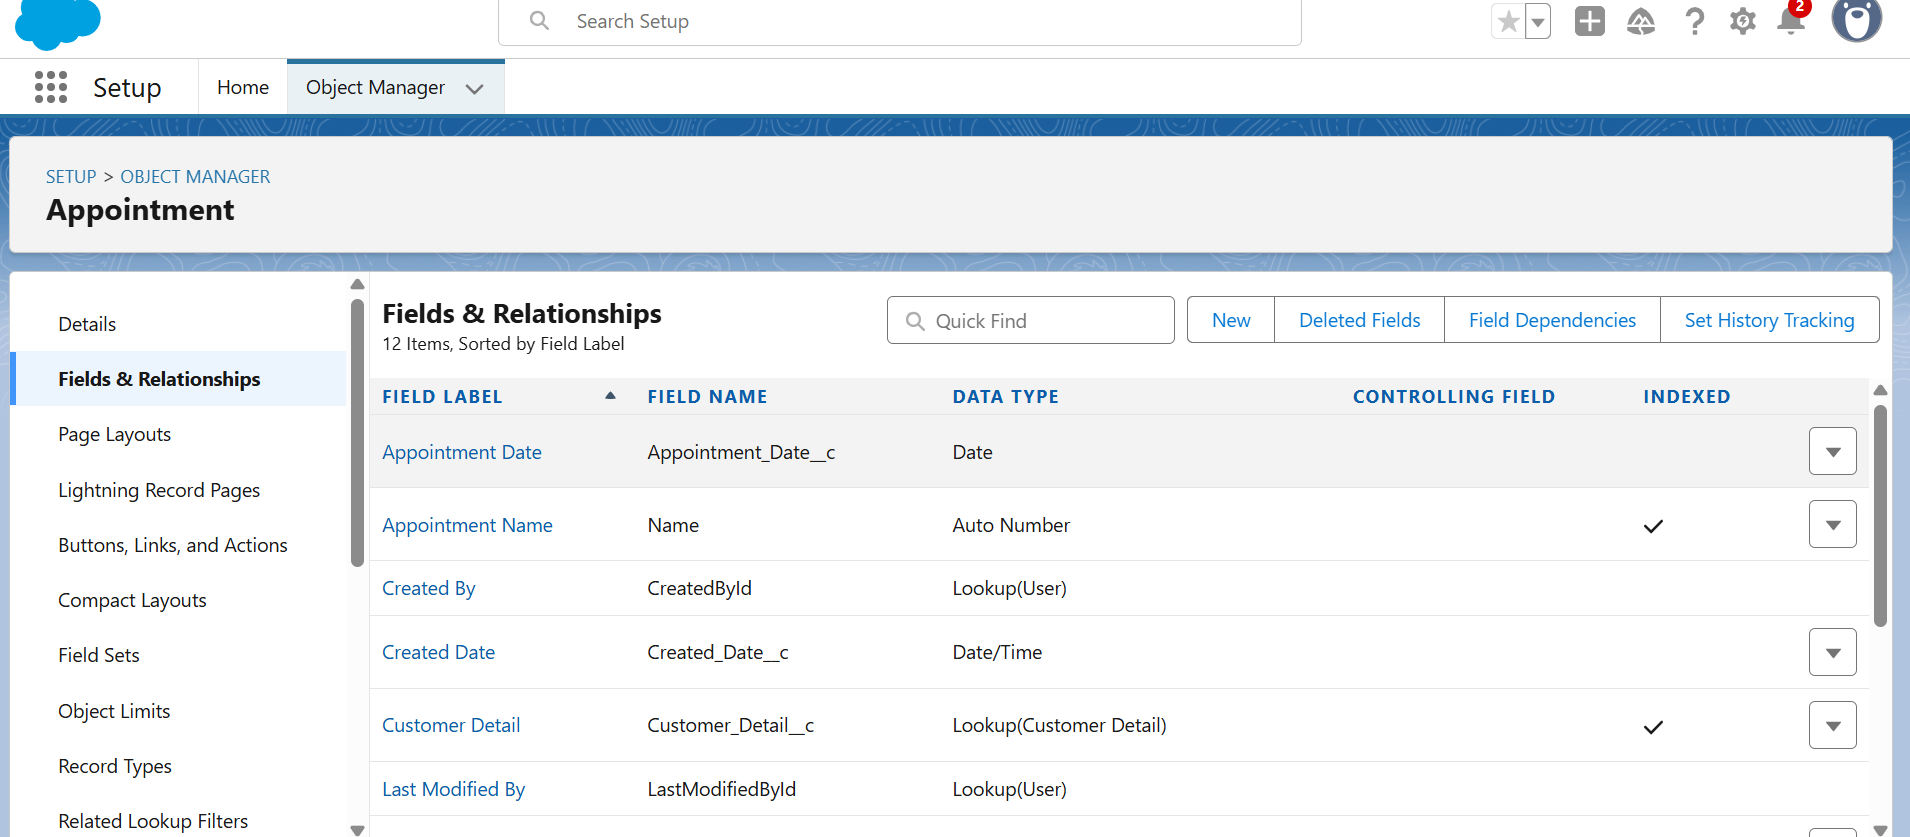 Search Setup
2
Setup
Home
Object Manager
SETUP > OBJECT MANAGER
Appointment
Details
Fields & Relationships
Page Layouts
Lightning Record Pages
Buttons, Links, and Actions
Compact Layouts
Field Sets
Object Limits
Record Types
Related Lookup Filters
Fields & Relationships
12 Items, Sorted by Field Label
Quick Find
New
Deleted Fields
Field Dependencies
Set History Tracking
FIELD LABEL FIELD NAME DATA TYPE CONTROLLING FIELD INDEXED
Appointment Date Appointment_Date__c Date
Appointment Name Name Auto Number
Created By CreatedById Lookup(User)
Created Date Created_Date__c Date/Time
Customer Detail Customer_Detail__c Lookup(Customer Detail)
Last Modified By LastModifiedById Lookup(User)